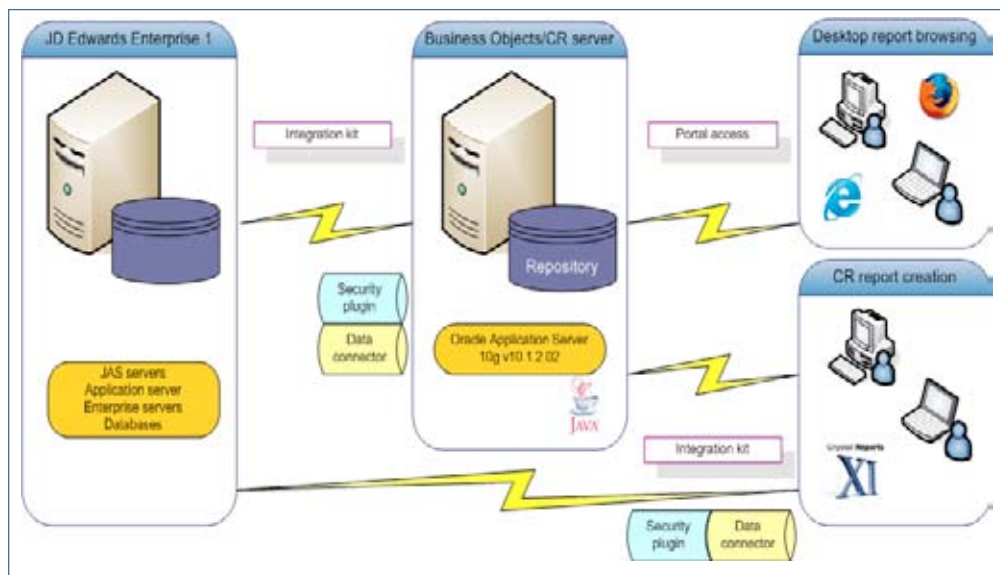 JD Edwards Enterprise 1
Business Objects/CR server
Desktop report browsing
Integration kit
Portal access
Repository
Security
plugin
Data
connector
Oracle Application Server
10g v10.1.2.02
JAVA
JAS servers
Application server
Enterprise servers
Databases
CR report creation
Integration kit
Crystal Reports
XI
Security
plugin
Data
connector